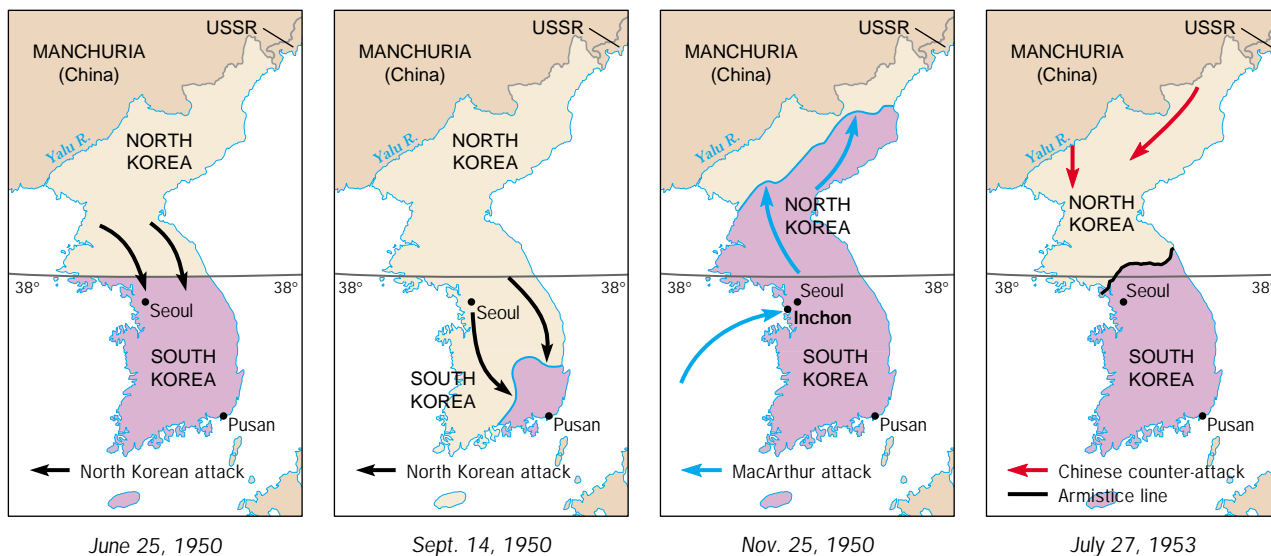 USSR
MANCHURIA
(China)
Yalu R.
NORTH
KOREA
38°
38°
Seoul
SOUTH
KOREA
Pusan
North Korean attack
June 25, 1950
USSR
MANCHURIA
(China)
Yalu R.
NORTH
KOREA
38°
38°
Seoul
SOUTH
KOREA
Pusan
North Korean attack
Sept. 14, 1950
USSR
MANCHURIA
(China)
Yalu R.
NORTH
KOREA
38°
38°
Seoul
Inchon
SOUTH
KOREA
Pusan
MacArthur attack
Nov. 25, 1950
USSR
MANCHURIA
(China)
Yalu R.
NORTH
KOREA
38°
38°
Seoul
SOUTH
KOREA
Pusan
Chinese counter-attack
Armistice line
July 27, 1953